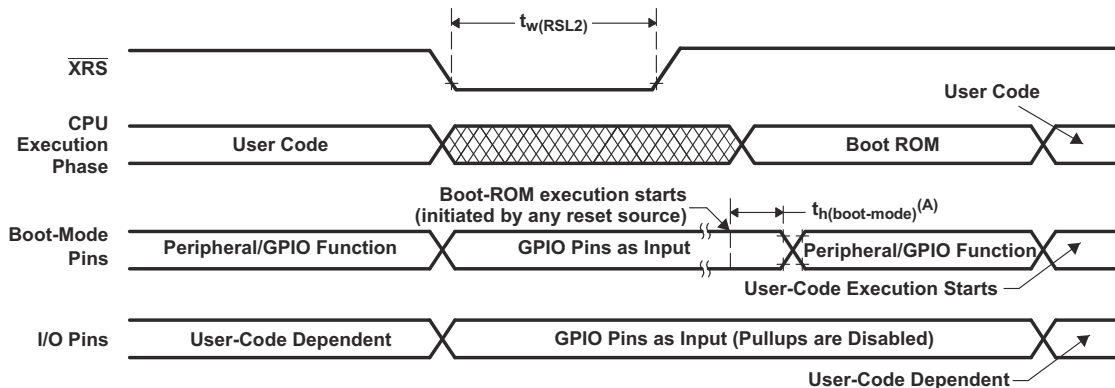 tw(RSL2)
XRS
User Code
CPU
Execution
Phase
User Code
Boot ROM
Boot-ROM execution starts
(initiated by any reset source)
th(boot-mode)(A)
Boot-Mode
Pins
Peripheral/GPIO Function
GPIO Pins as Input
Peripheral/GPIO Function
User-Code Execution Starts
I/O Pins
User-Code Dependent
GPIO Pins as Input (Pullups are Disabled)
User-Code Dependent